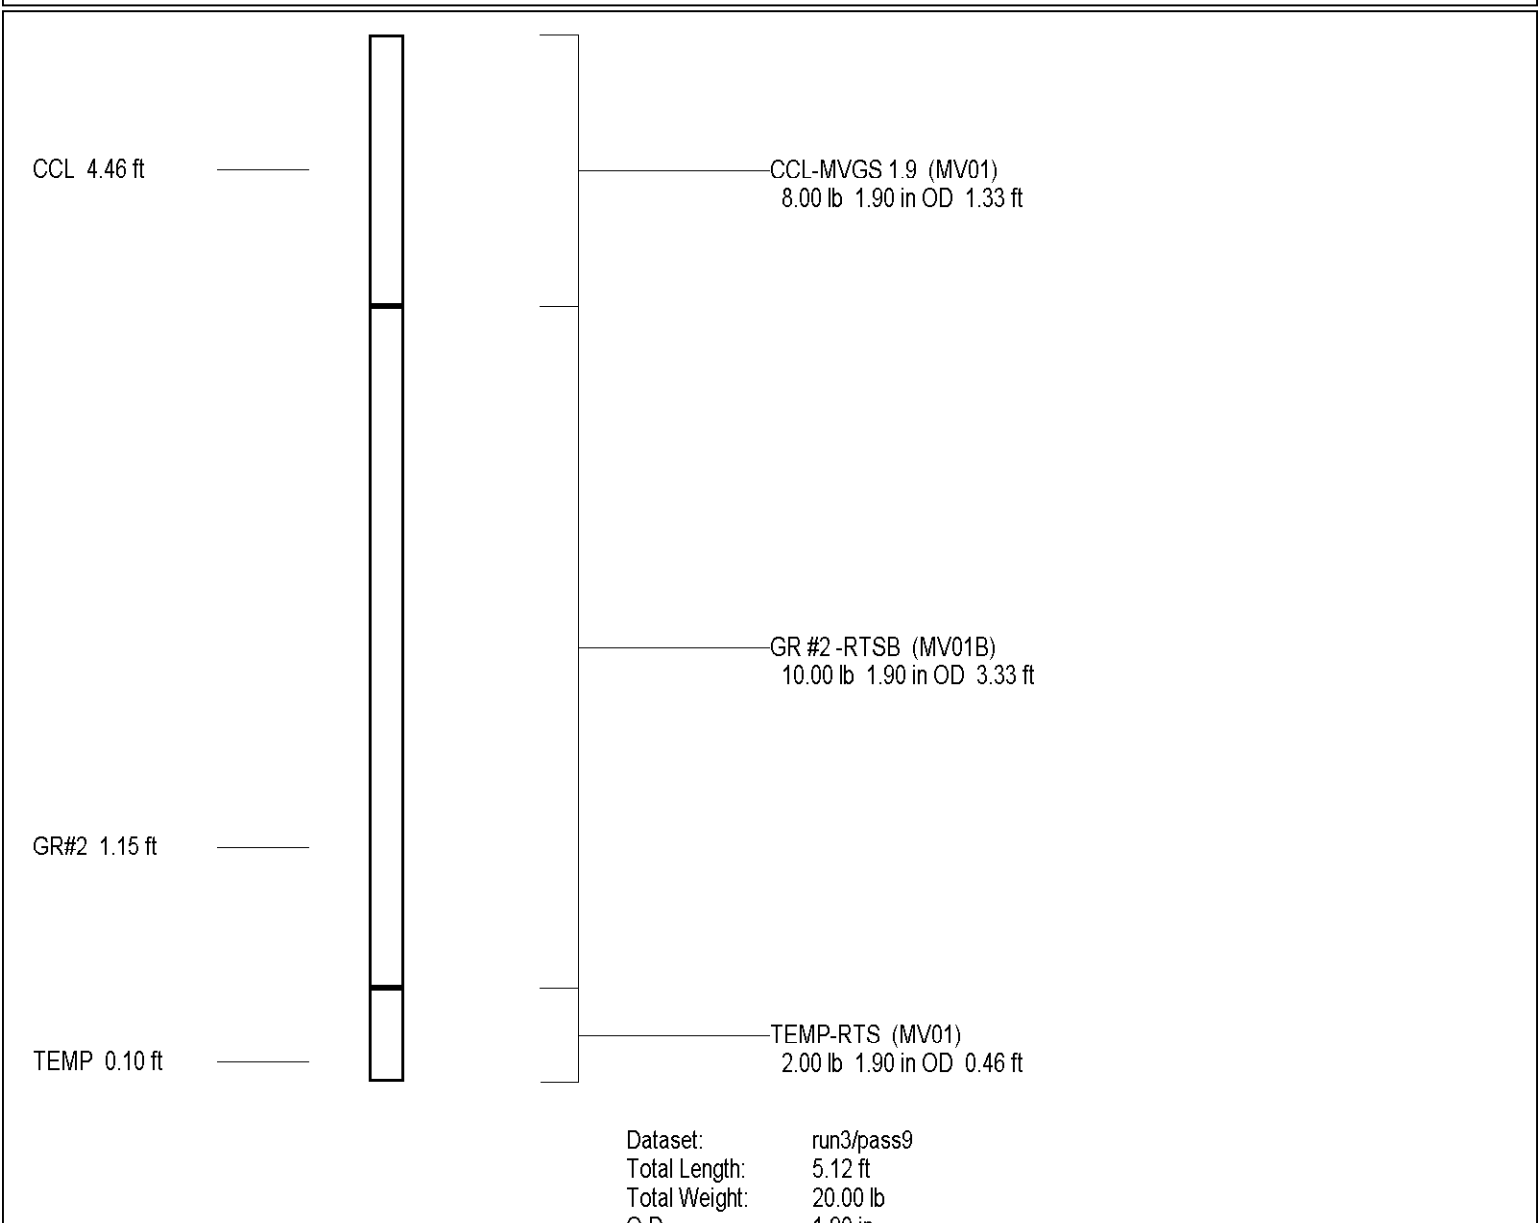 CCL 4.46 ft
CCL-MVGS 1.9 (MV01)
8.00 lb 1.90 in OD 1.33 ft
GR #2 -RTSB (MV01B)
10.00 lb 1.90 in OD 3.33 ft
GR#2 1.15 ft
TEMP-RTS (MV01)
2.00 lb 1.90 in OD 0.46 ft
TEMP 0.10 ft
Dataset: run3/pass9
Total Length: 5.12 ft
Total Weight: 20.00 lb